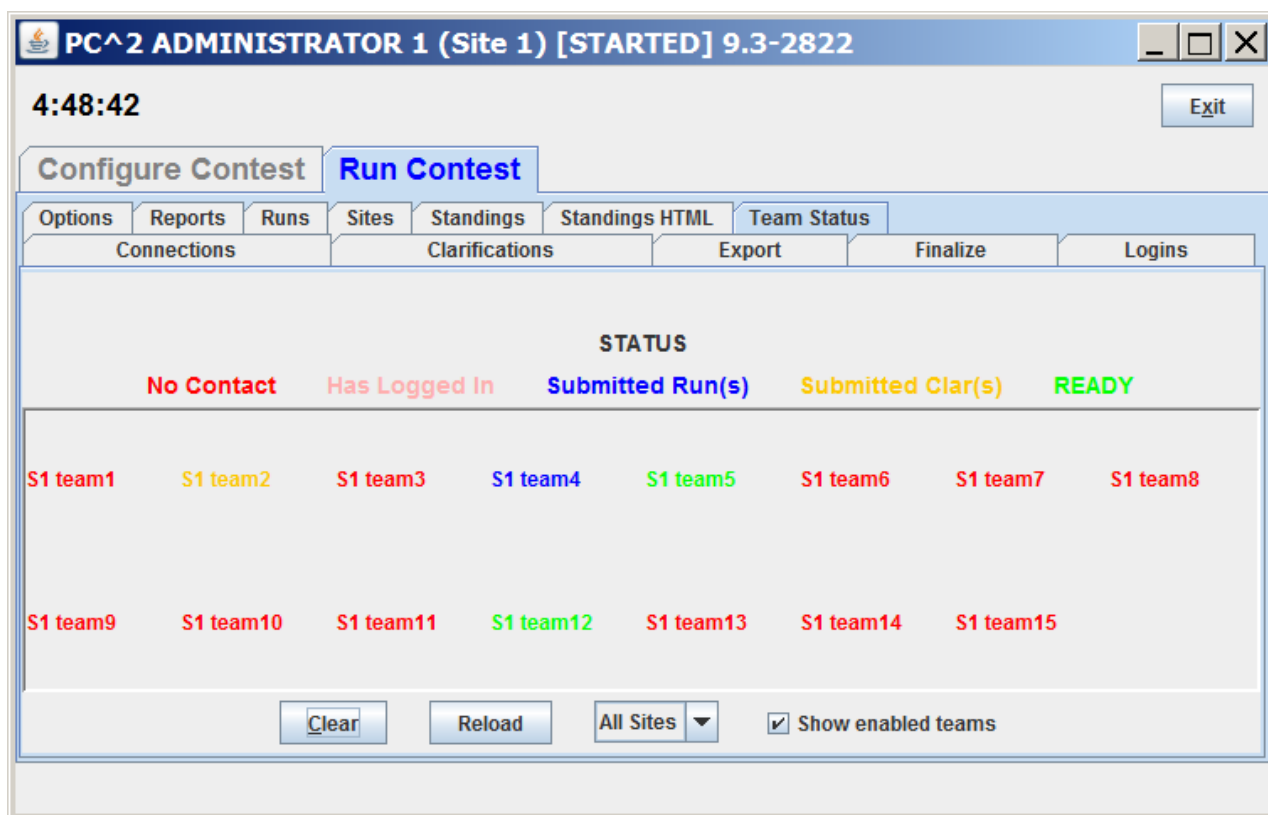 PC^2 ADMINISTRATOR 1 (Site 1) [STARTED] 9.3-2822
4:48:42 Exit
Configure Contest Run Contest
Options Reports Runs Sites Standings Standings HTML Team Status
Connections Clarifications Export Finalize Logins
STATUS
No Contact Has Logged In Submitted Run(s) Submitted Clar(s) READY
S1 team1 S1 team2 S1 team3 S1 team4 S1 team5 S1 team6 S1 team7 S1 team8
S1 team9 S1 team10 S1 team11 S1 team12 S1 team13 S1 team14 S1 team15
Clear Reload All Sites Show enabled teams